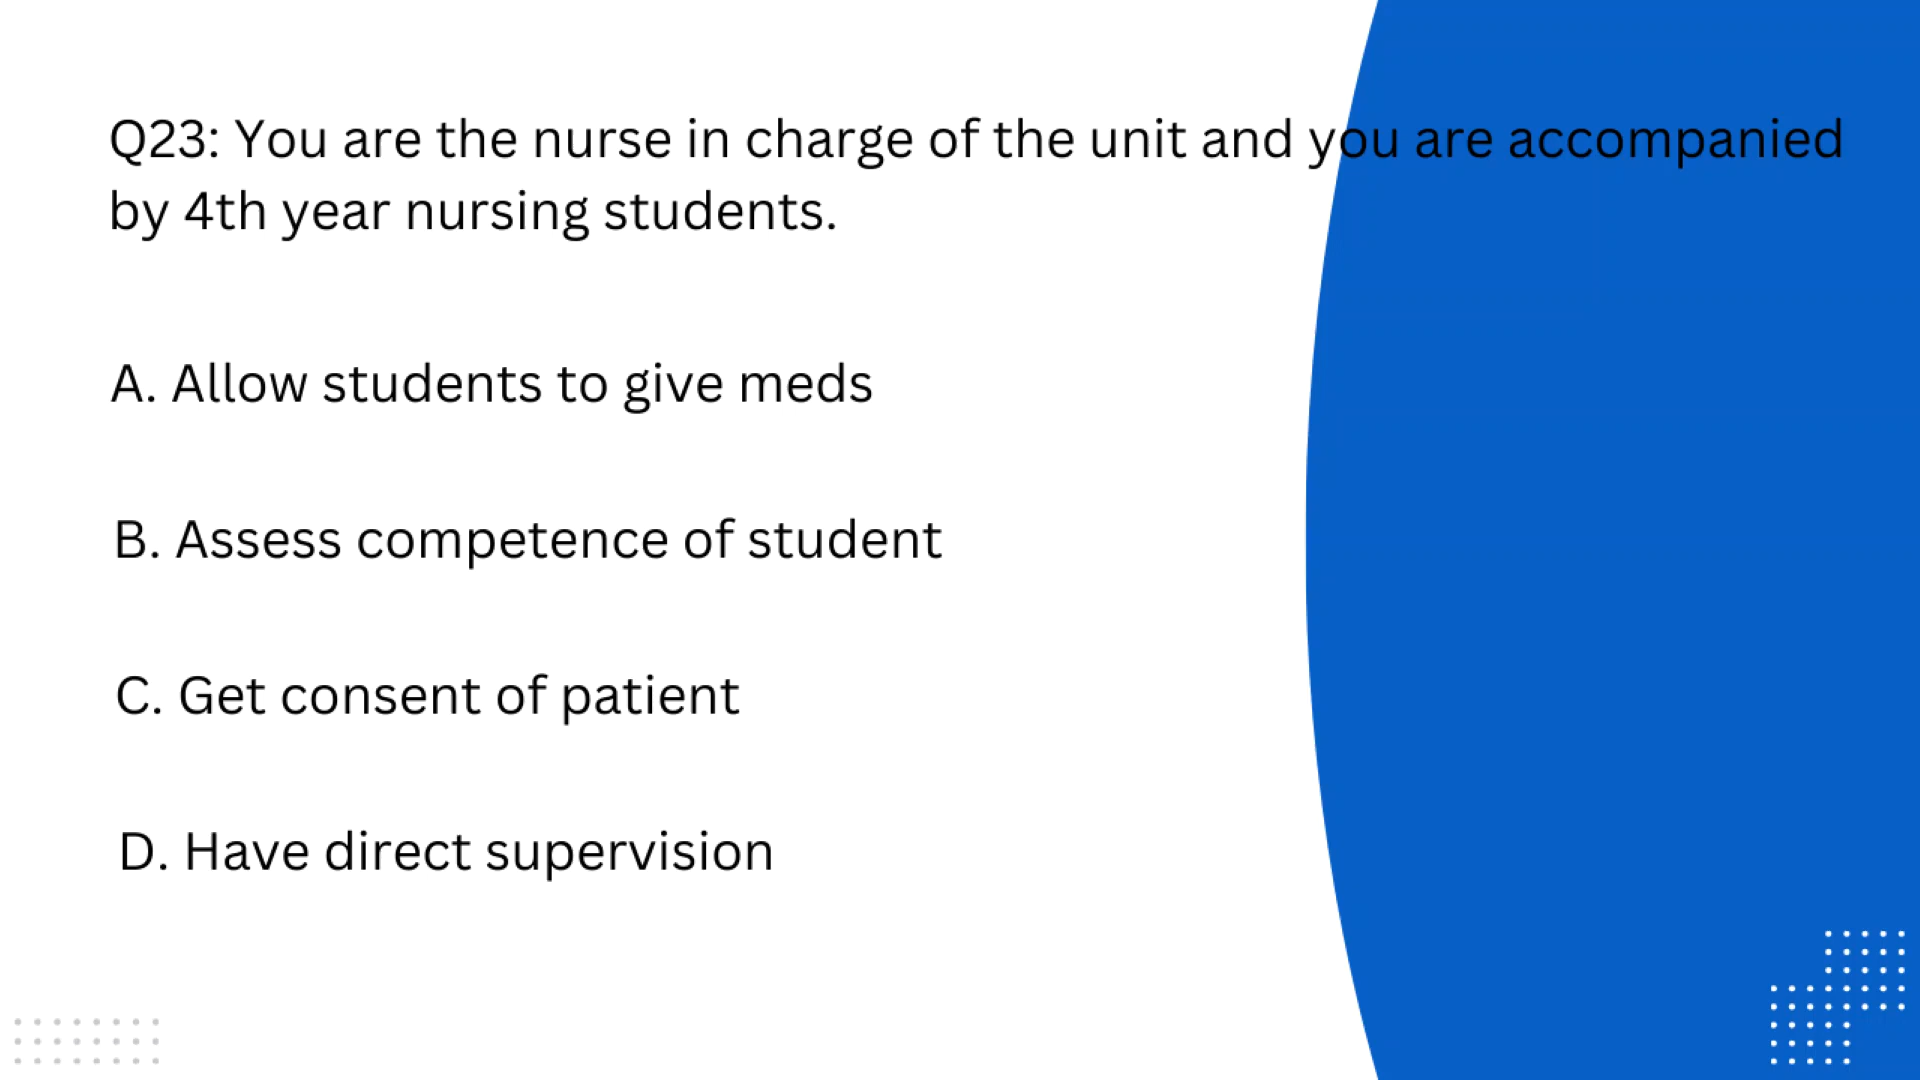 Q23: You are the nurse in charge of the unit and you are accompanied
by 4th year nursing students.
A. Allow students to give meds
B. Assess competence of student
C. Get consent of patient
D. Have direct supervision